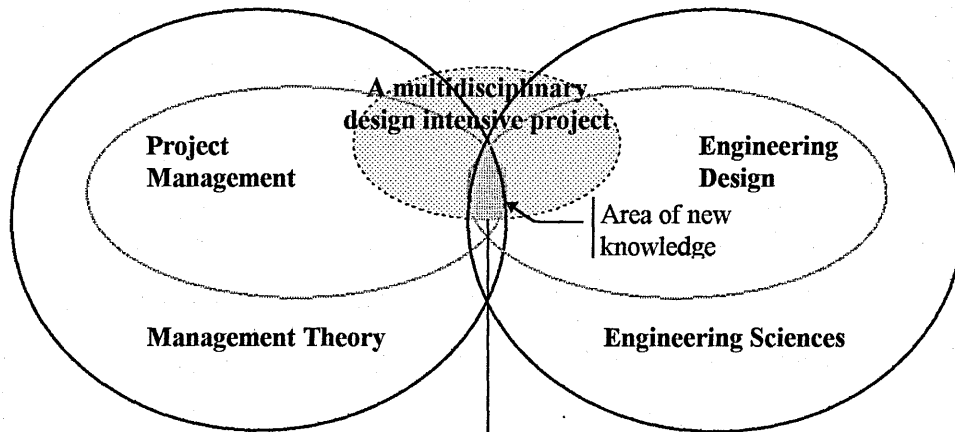 A multidisciplinary
design intensive project
Project
Management
Engineering
Design
Area of new
knowledge
Management Theory
Engineering Sciences